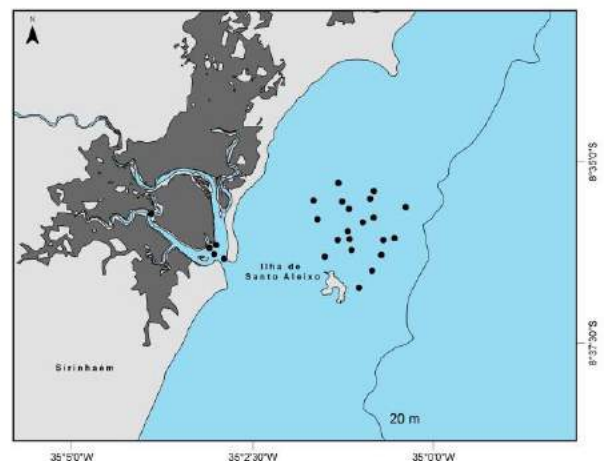 N
8°35'0"S
Ilha de
Santo Aleixo
8°37'30"S
Sirinhaém
20 m
35°5'0"W
35°2'30"W
35°0'0"W